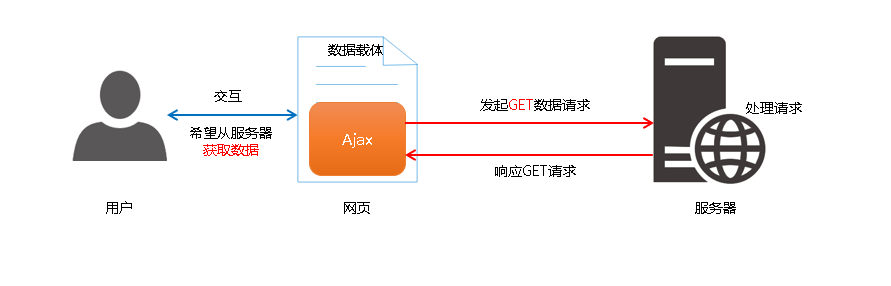 数据载体
交互
希望从服务器
获取数据
Ajax
发起GET数据请求
响应GET请求
处理请求
用户
网页
服务器